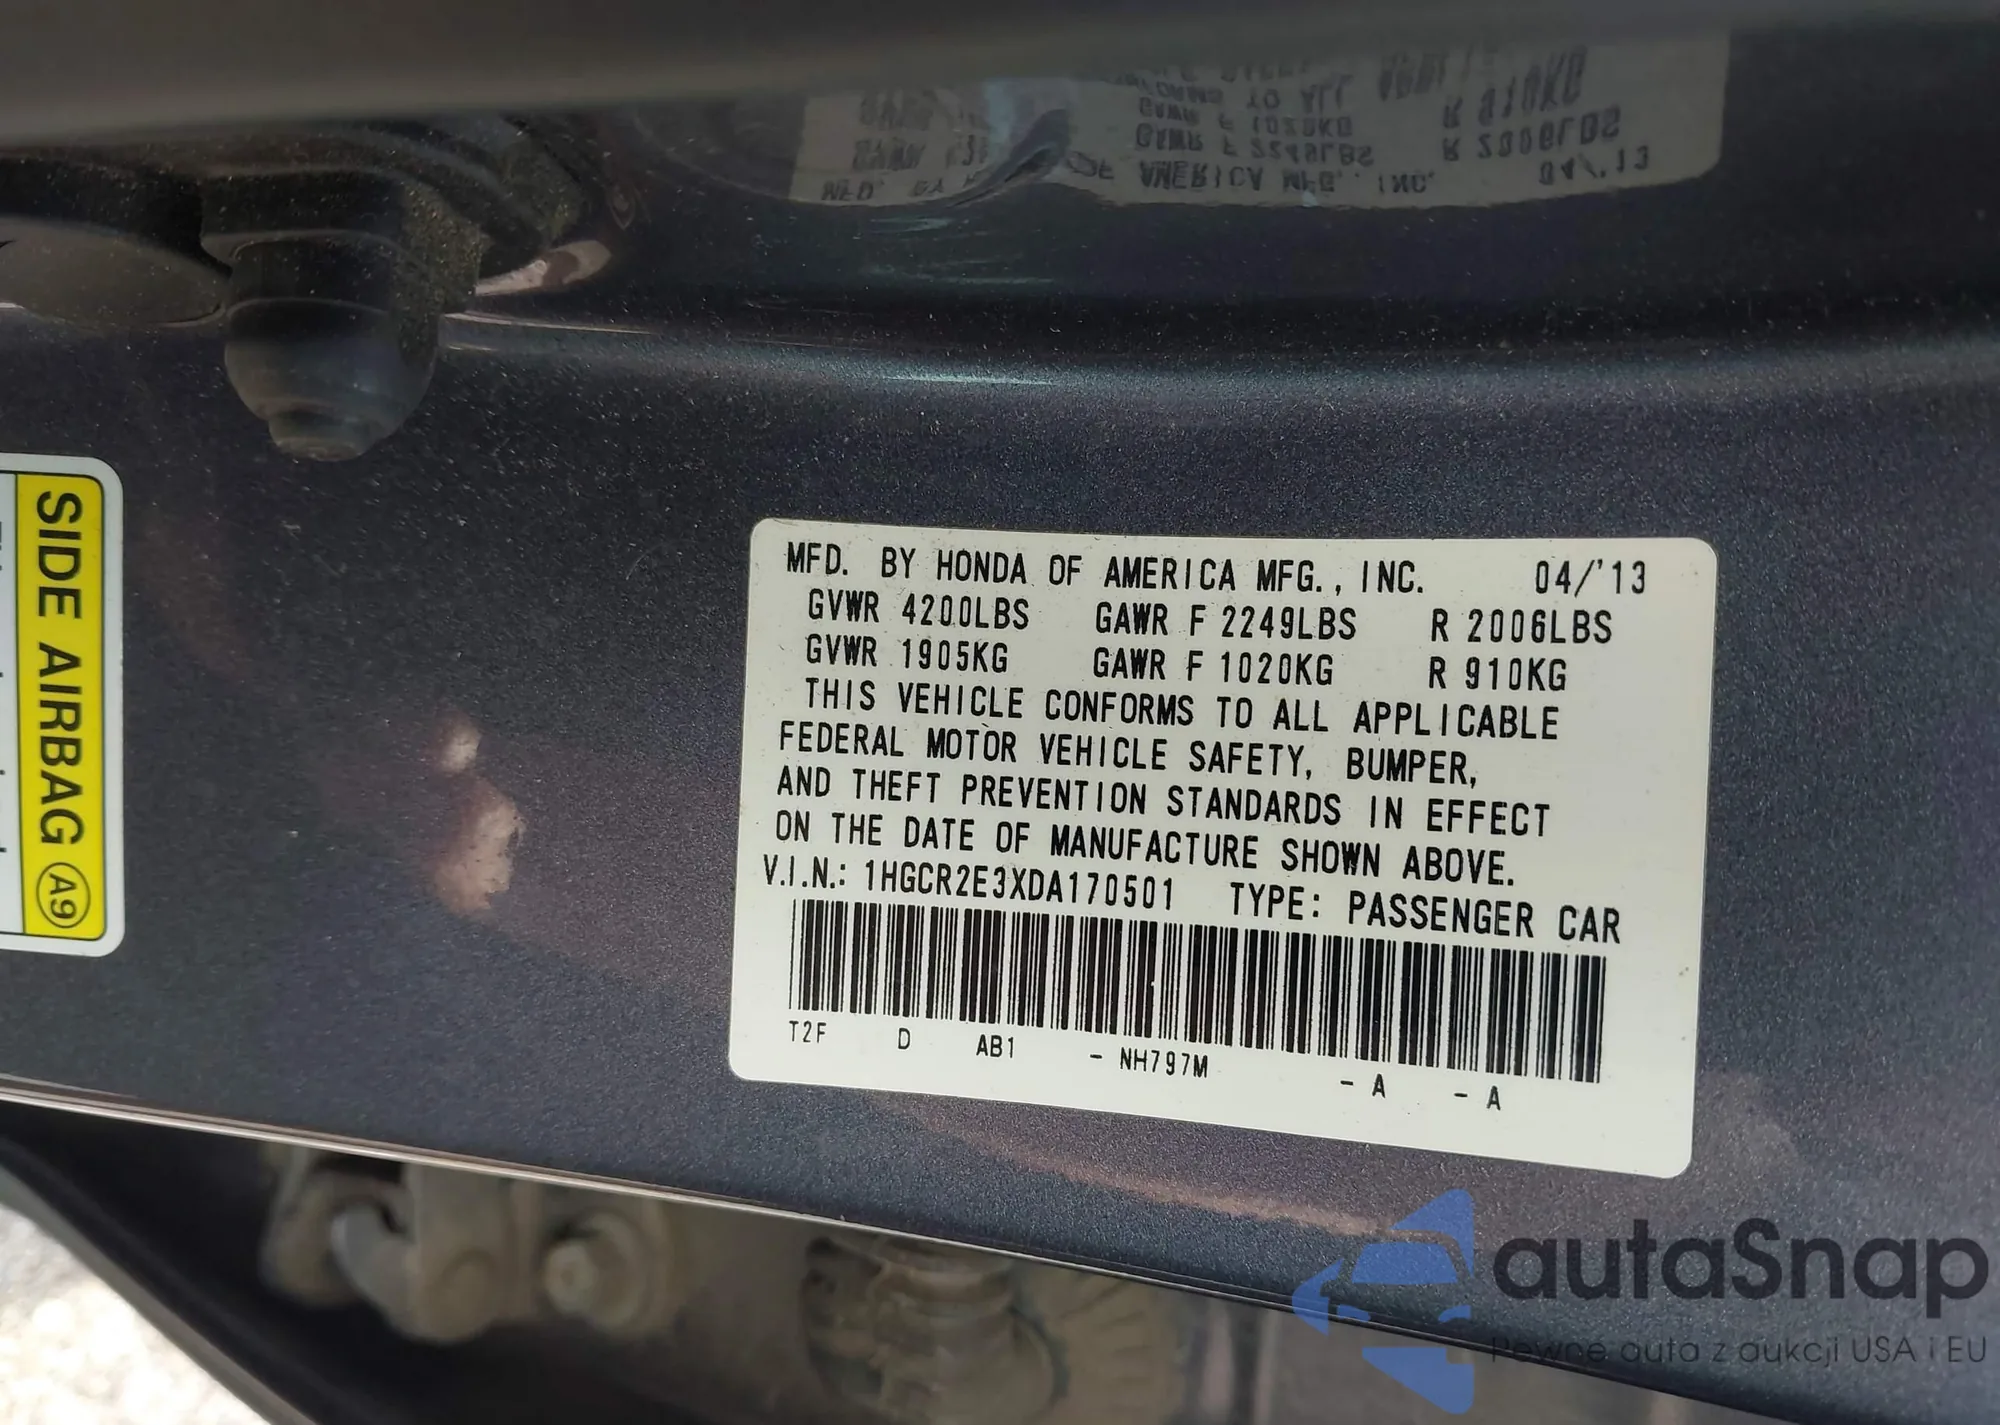 SIDE AIRBAG A9
MFD. BY HONDA OF AMERICA MFG., INC. 04/'13
GVWR 4200LBS GAWR F 2249LBS R 2006LBS
GVWR 1905KG GAWR F 1020KG R 910KG
THIS VEHICLE CONFORMS TO ALL APPLICABLE
FEDERAL MOTOR VEHICLE SAFETY, BUMPER,
AND THEFT PREVENTION STANDARDS IN EFFECT
ON THE DATE OF MANUFACTURE SHOWN ABOVE.
V.I.N.: 1HGCR2E3XDA170501 TYPE: PASSENGER CAR
T2F D AB1 - NH797M - A - A
autaSnap
Pewne auta z aukcji USA i EU